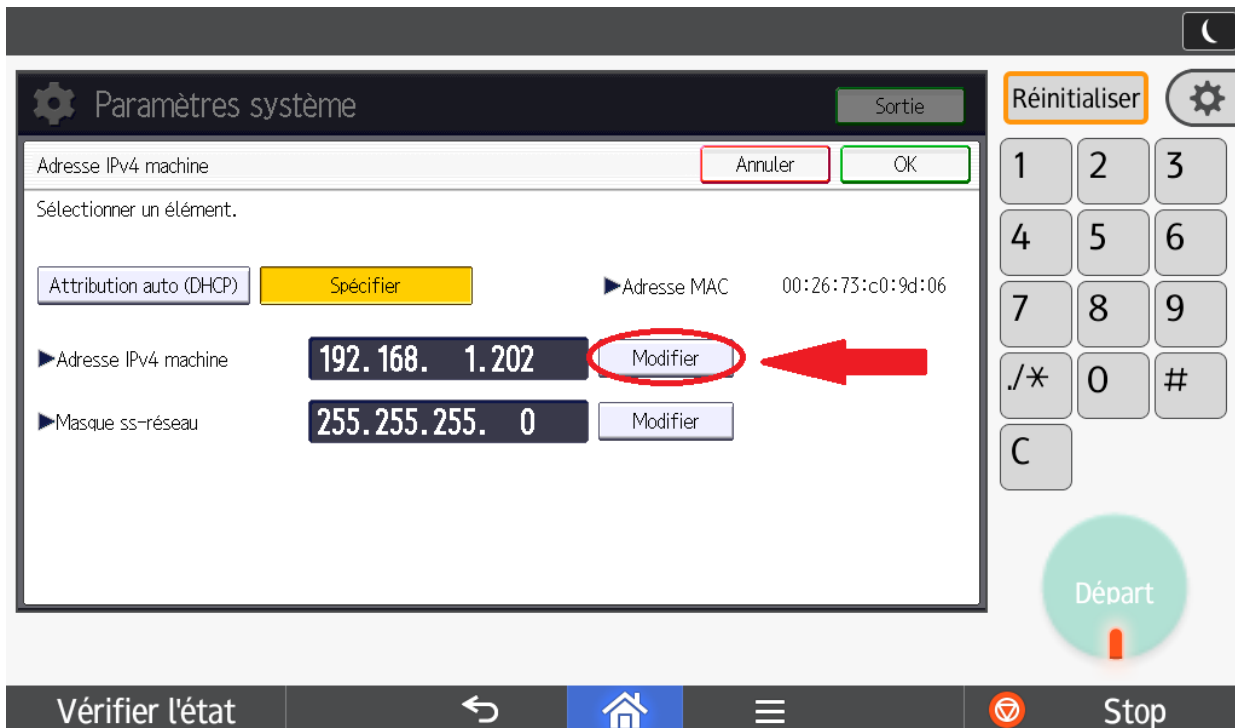 Paramètres système
Sortie
Réinitialiser
Adresse IPv4 machine
Annuler
OK
Sélectionner un élément.
Attribution auto (DHCP)
Spécifier
►Adresse MAC
00:26:73:c0:9d:06
►Adresse IPv4 machine
192.168. 1.202
Modifier
►Masque ss-réseau
255.255.255. 0
Modifier
1 2 3
4 5 6
7 8 9
./* 0 #
C
Départ
Vérifier l'état
Stop